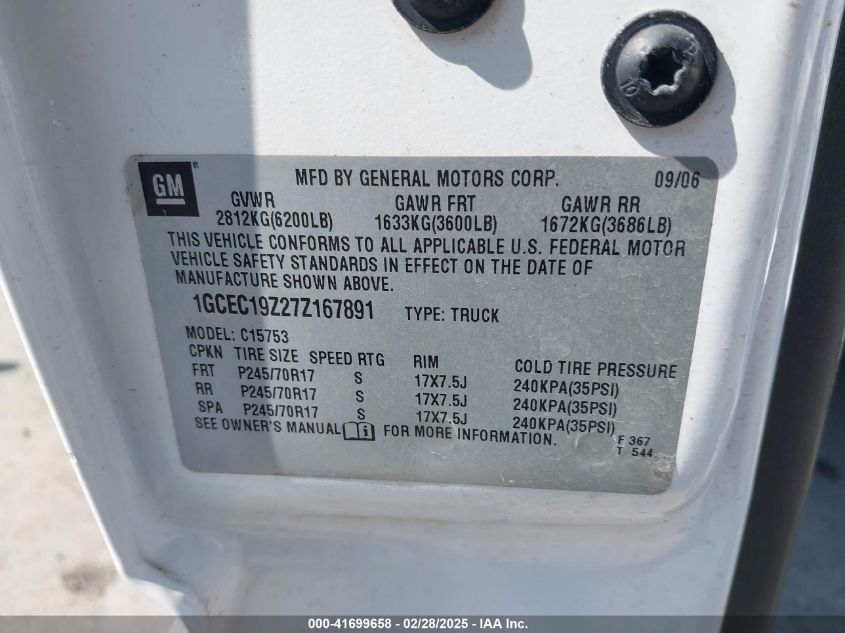 GM
MFD BY GENERAL MOTORS CORP. 09/06
GVWR GAWR FRT GAWR RR
2812KG(6200LB) 1633KG(3600LB) 1672KG(3686LB)
THIS VEHICLE CONFORMS TO ALL APPLICABLE U.S. FEDERAL MOTOR
VEHICLE SAFETY STANDARDS IN EFFECT ON THE DATE OF
MANUFACTURE SHOWN ABOVE.
1GCEC19Z27Z167891 TYPE: TRUCK
MODEL: C15753
CPKN TIRE SIZE SPEED RTG RIM COLD TIRE PRESSURE
FRT P245/70R17 S 17X7.5J 240KPA(35PSI)
RR P245/70R17 S 17X7.5J 240KPA(35PSI)
SPA P245/70R17 S 17X7.5J 240KPA(35PSI)
SEE OWNER'S MANUAL FOR MORE INFORMATION.
F 367
T 544
10
000-41699658 - 02/28/2025 - IAA Inc.